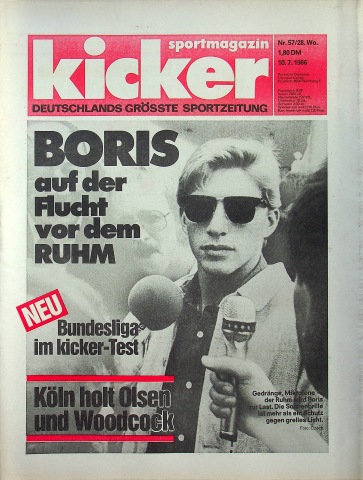 sportmagazin
kicker
DEUTSCHLANDS GRÖSSTE SPORTZEITUNG
Nr. 57/28. Wo.
1,80 DM
10. 7. 1986
BORIS
auf der
Flucht
vor dem
RUHM
NEU
Bundesliga
im kicker-Test
Köln holt Olsen
und Woodcock
Gedränge, Mikrofone
der Ruhm wird Boris
zur Last. Die Sonnenbrille
ist mehr als ein Schutz
gegen grelles Licht.
Foto: